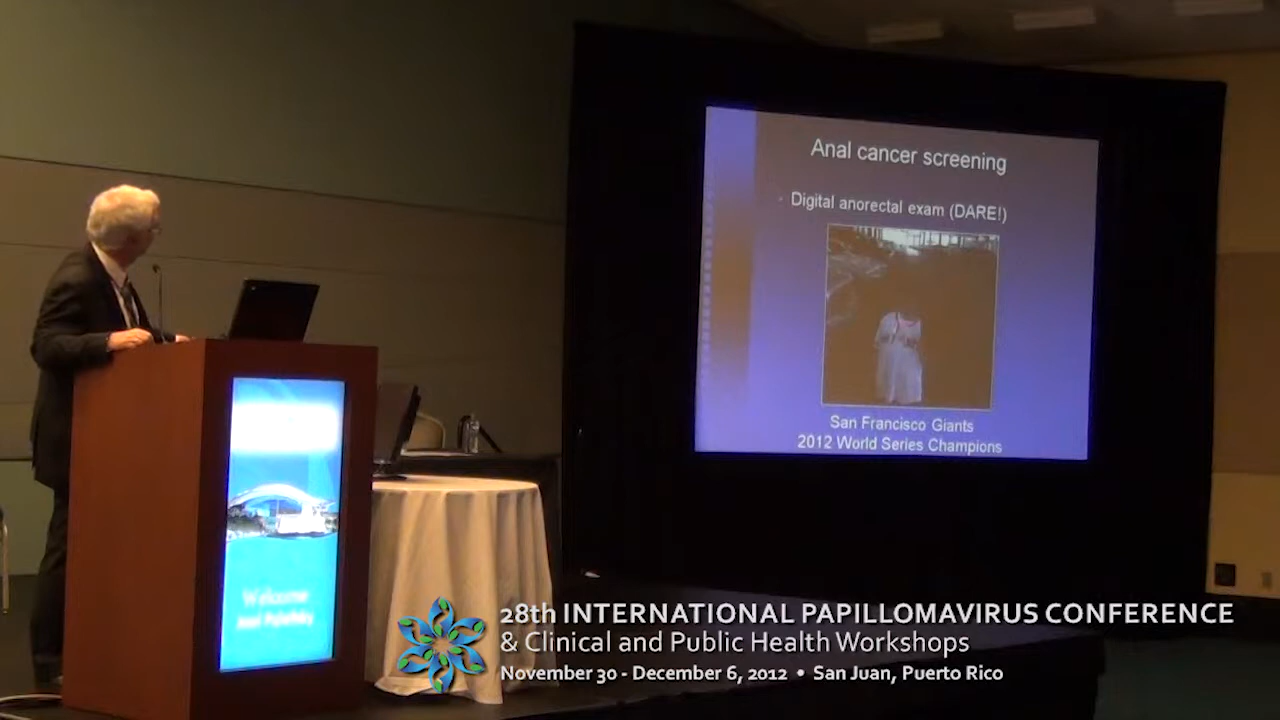 Anal cancer screening
Digital anorectal exam (DARE!)
San Francisco Giants
2012 World Series Champions
Welcome
28th INTERNATIONAL PAPILLOMAVIRUS CONFERENCE
& Clinical and Public Health Workshops
November 30 - December 6, 2012 • San Juan, Puerto Rico